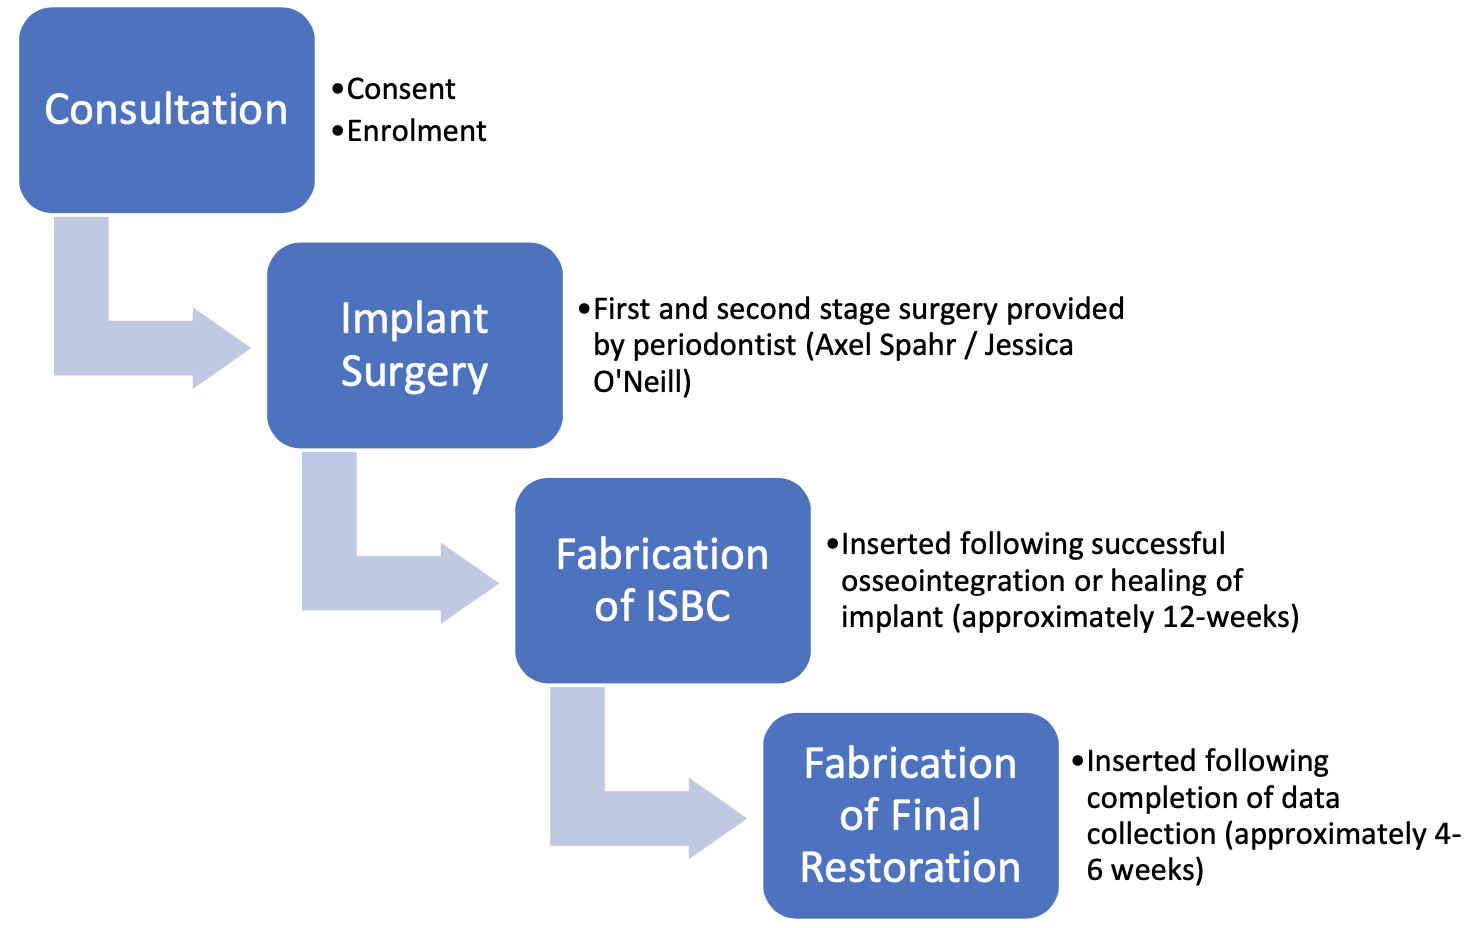 Consultation
•Consent
•Enrolment
Implant
Surgery
•First and second stage surgery provided
by periodontist (Axel Spahr / Jessica
O'Neill)
Fabrication
of ISBC
•Inserted following successful
osseointegration or healing of
implant (approximately 12-weeks)
Fabrication
of Final
Restoration
•Inserted following
completion of data
collection (approximately 4-
6 weeks)